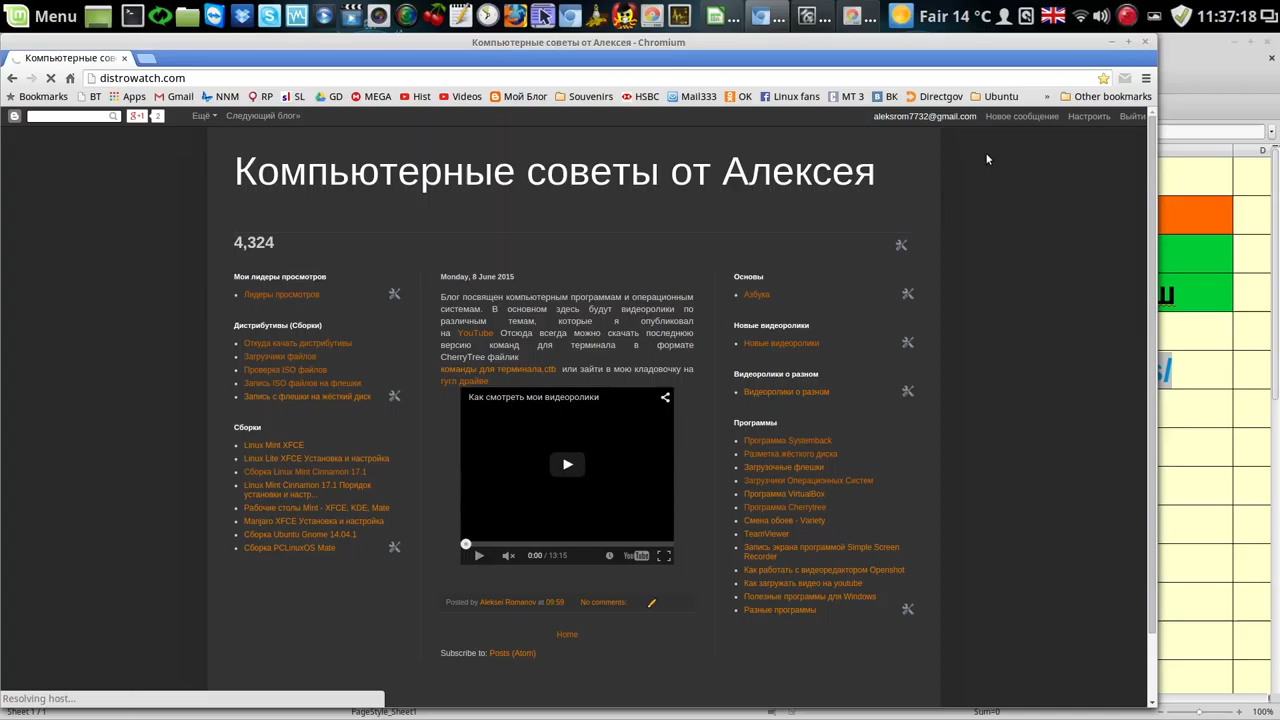 Menu
Fair 14 °C
11:37:18
Компьютерные советы от Алексея - Chromium
Компьютерные сов
distrowatch.com
Bookmarks BT Apps Gmail NNM RP SL GD MEGA Hist Videos Мой Блог Souvenirs HSBC Mail333 OK Linux fans MT 3 ВК Directgov Ubuntu » Other bookmarks
g+1 2 Ещё Следующий блог» aleksrom7732@gmail.com Новое сообщение Настроить Выйти
D
Компьютерные советы от Алексея
4,324
Мои лидеры просмотров
Лидеры просмотров
Дистрибутивы (Сборки)
Откуда качать дистрибутивы
Загрузчики файлов
Проверка ISO файлов
Запись ISO файлов на флешки
Запись с флешки на жёсткий диск
Сборки
Linux Mint XFCE
Linux Lite XFCE Установка и настройка
Сборка Linux Mint Cinnamon 17.1
Linux Mint Cinnamon 17.1 Порядок
установки и настр...
Рабочие столы Mint - XFCE, KDE, Mate
Manjaro XFCE Установка и настройка
Сборка Ubuntu Gnome 14.04.1
Сборка PCLinuxOS Mate
Monday, 8 June 2015
Блог посвящен компьютерным программам и операционным
системам. В основном здесь будут видеоролики по
различным темам, которые я опубликовал
на YouTube Отсюда всегда можно скачать последнюю
версию команд для терминала в формате
CherryTree файлик
команды для терминала.ctb или зайти в мою кладовочку на
гугл драйве
Как смотреть мои видеоролики
0:00 / 13:15
YouTube
Posted by Aleksei Romanov at 09:59 No comments:
Home
Subscribe to: Posts (Atom)
Основы
Азбука
Новые видеоролики
Новые видеоролики
Видеоролики о разном
Видеоролики о разном
Программы
Программа Systemback
Разметка жёсткого диска
Загрузочные флешки
Загрузчики Операционных Систем
Программа VirtualBox
Программа Cherrytree
Смена обоев - Variety
TeamViewer
Запись экрана программой Simple Screen
Recorder
Как работать с видеоредактором Openshot
Как загружать видео на youtube
Полезные программы для Windows
Разные программы
ш
s/
Resolving host...
Sheet 1 / 1 PageStyle_Sheet1 Sum=0 100%